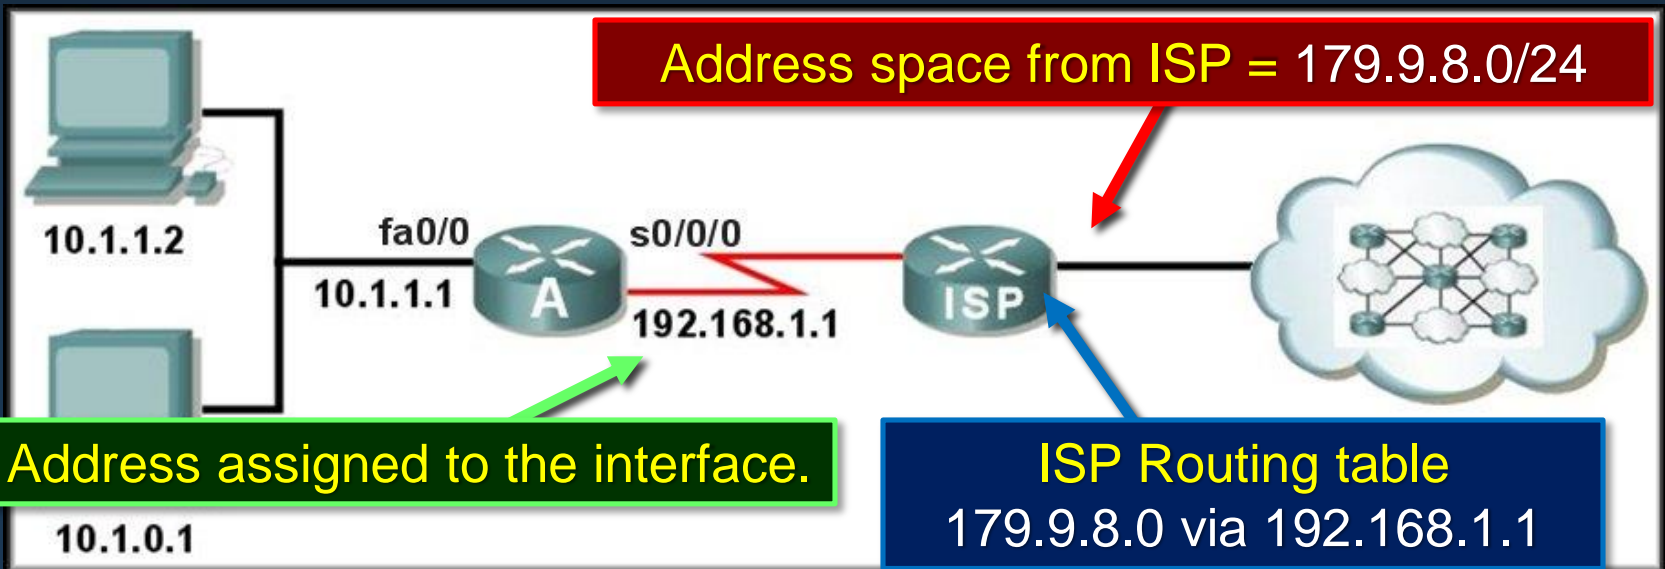 Address space from ISP = 179.9.8.0/24
10.1.1.2
fa0/0
s0/0/0
10.1.1.1
A
192.168.1.1
ISP
Address assigned to the interface.
ISP Routing table
179.9.8.0 via 192.168.1.1
10.1.0.1